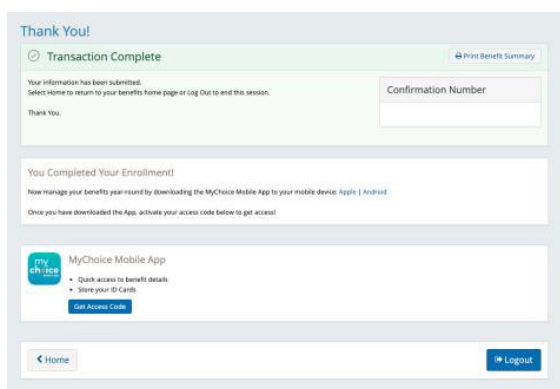 Thank You!
Transaction Complete
Print Benefit Summary
Your information has been submitted.
Select Home to return to your benefits home page or Log Out to end this session.
Thank You.
Confirmation Number
You Completed Your Enrollment!
Now manage your benefits year-round by downloading the MyChoice Mobile App to your mobile device: Apple | Android
Once you have downloaded the App, activate your access code below to get access!
my
choice
MyChoice Mobile App
• Quick access to benefit details
• Store your ID Cards
Get Access Code
Home
Logout